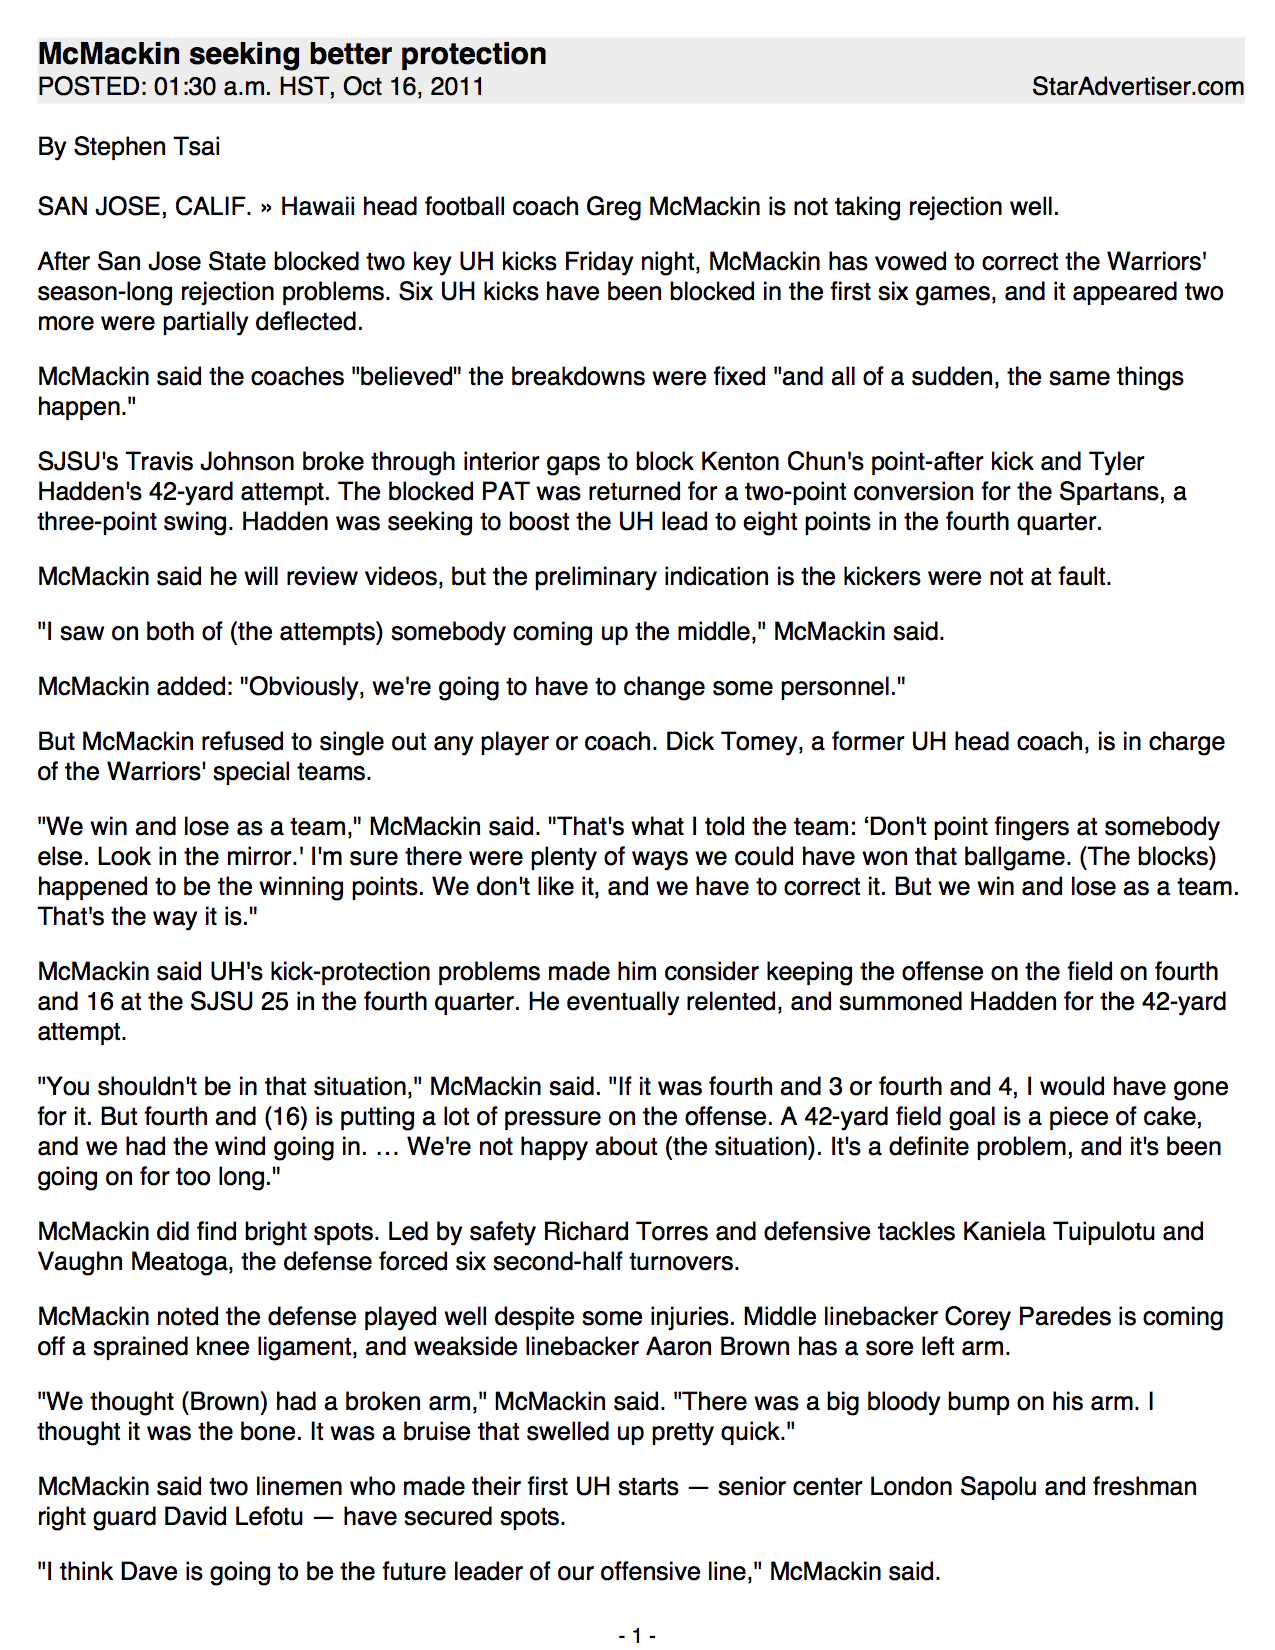 McMackin seeking better protection
POSTED: 01:30 a.m. HST, Oct 16, 2011 StarAdvertiser.com
By Stephen Tsai
SAN JOSE, CALIF. » Hawaii head football coach Greg McMackin is not taking rejection well.
After San Jose State blocked two key UH kicks Friday night, McMackin has vowed to correct the Warriors'
season-long rejection problems. Six UH kicks have been blocked in the first six games, and it appeared two
more were partially deflected.
McMackin said the coaches "believed" the breakdowns were fixed "and all of a sudden, the same things
happen."
SJSU's Travis Johnson broke through interior gaps to block Kenton Chun's point-after kick and Tyler
Hadden's 42-yard attempt. The blocked PAT was returned for a two-point conversion for the Spartans, a
three-point swing. Hadden was seeking to boost the UH lead to eight points in the fourth quarter.
McMackin said he will review videos, but the preliminary indication is the kickers were not at fault.
"I saw on both of (the attempts) somebody coming up the middle," McMackin said.
McMackin added: "Obviously, we're going to have to change some personnel."
But McMackin refused to single out any player or coach. Dick Tomey, a former UH head coach, is in charge
of the Warriors' special teams.
"We win and lose as a team," McMackin said. "That's what I told the team: ‘Don't point fingers at somebody
else. Look in the mirror.' I'm sure there were plenty of ways we could have won that ballgame. (The blocks)
happened to be the winning points. We don't like it, and we have to correct it. But we win and lose as a team.
That's the way it is."
McMackin said UH's kick-protection problems made him consider keeping the offense on the field on fourth
and 16 at the SJSU 25 in the fourth quarter. He eventually relented, and summoned Hadden for the 42-yard
attempt.
"You shouldn't be in that situation," McMackin said. "If it was fourth and 3 or fourth and 4, I would have gone
for it. But fourth and (16) is putting a lot of pressure on the offense. A 42-yard field goal is a piece of cake,
and we had the wind going in. … We're not happy about (the situation). It's a definite problem, and it's been
going on for too long."
McMackin did find bright spots. Led by safety Richard Torres and defensive tackles Kaniela Tuipulotu and
Vaughn Meatoga, the defense forced six second-half turnovers.
McMackin noted the defense played well despite some injuries. Middle linebacker Corey Paredes is coming
off a sprained knee ligament, and weakside linebacker Aaron Brown has a sore left arm.
"We thought (Brown) had a broken arm," McMackin said. "There was a big bloody bump on his arm. I
thought it was the bone. It was a bruise that swelled up pretty quick."
McMackin said two linemen who made their first UH starts — senior center London Sapolu and freshman
right guard David Lefotu — have secured spots.
"I think Dave is going to be the future leader of our offensive line," McMackin said.
- 1 -